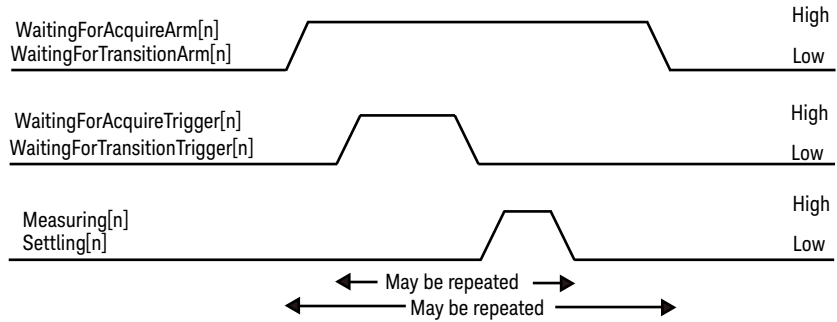 WaitingForAcquireArm[n]
WaitingForTransitionArm[n]
High
Low
WaitingForAcquireTrigger[n]
WaitingForTransitionTrigger[n]
High
Low
Measuring[n]
Settling[n]
High
Low
May be repeated
May be repeated